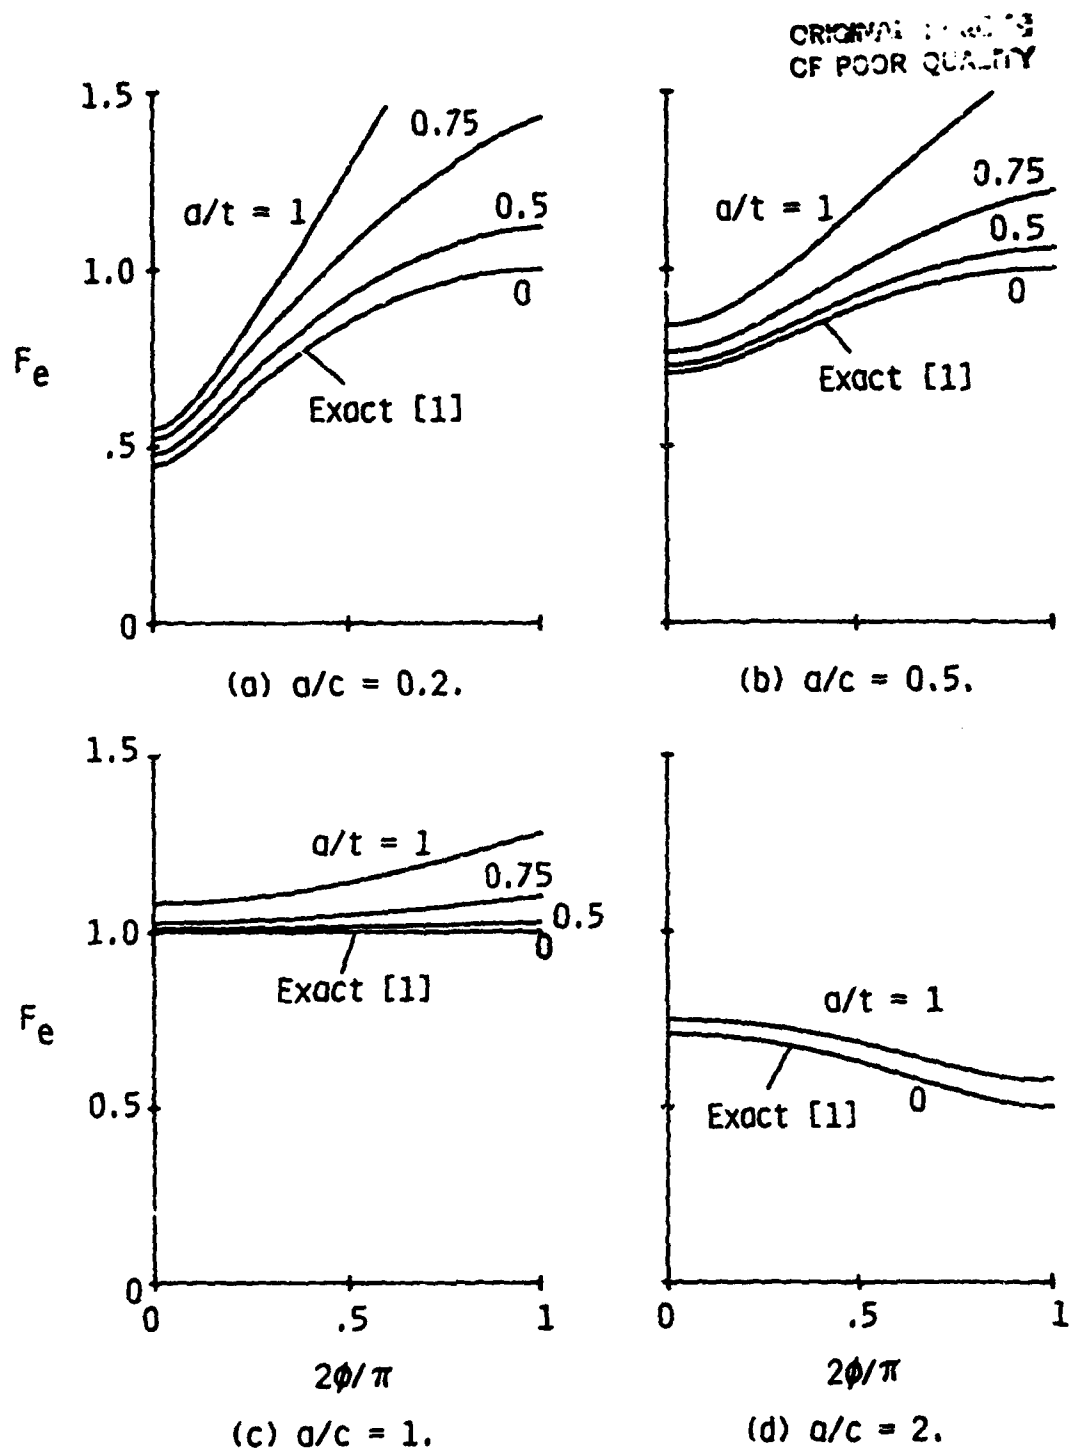 ORIGINAL
OF POOR QUALITY
1.5
1.0
.5
0
Fe
a/t = 1
0.75
0.5
0
Exact [1]
(a) a/c = 0.2.
a/t = 1
0.75
0.5
0
Exact [1]
(b) a/c = 0.5.
1.5
1.0
0.5
0
Fe
a/t = 1
0.75
0.5
0
Exact [1]
0
.5
1
2ϕ/π
(c) a/c = 1.
a/t = 1
0
Exact [1]
0
.5
1
2ϕ/π
(d) a/c = 2.